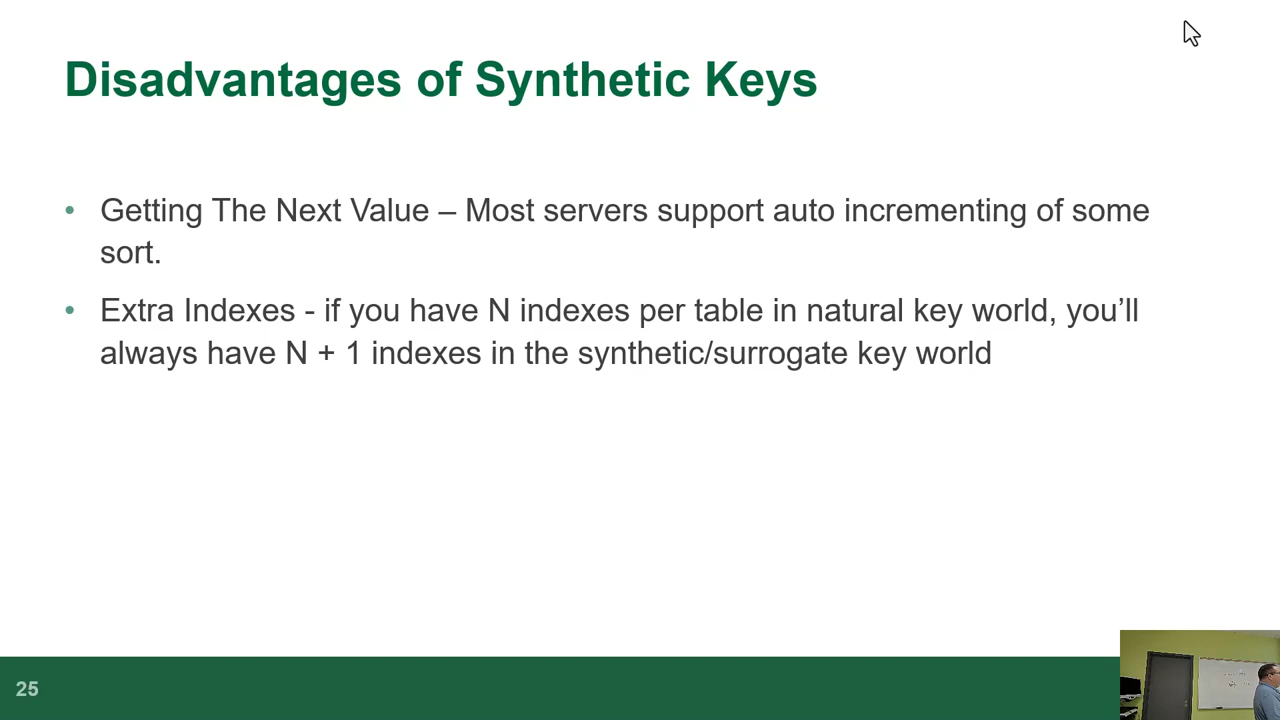 Disadvantages of Synthetic Keys
• Getting The Next Value – Most servers support auto incrementing of some
sort.
• Extra Indexes - if you have N indexes per table in natural key world, you’ll
always have N + 1 indexes in the synthetic/surrogate key world
25